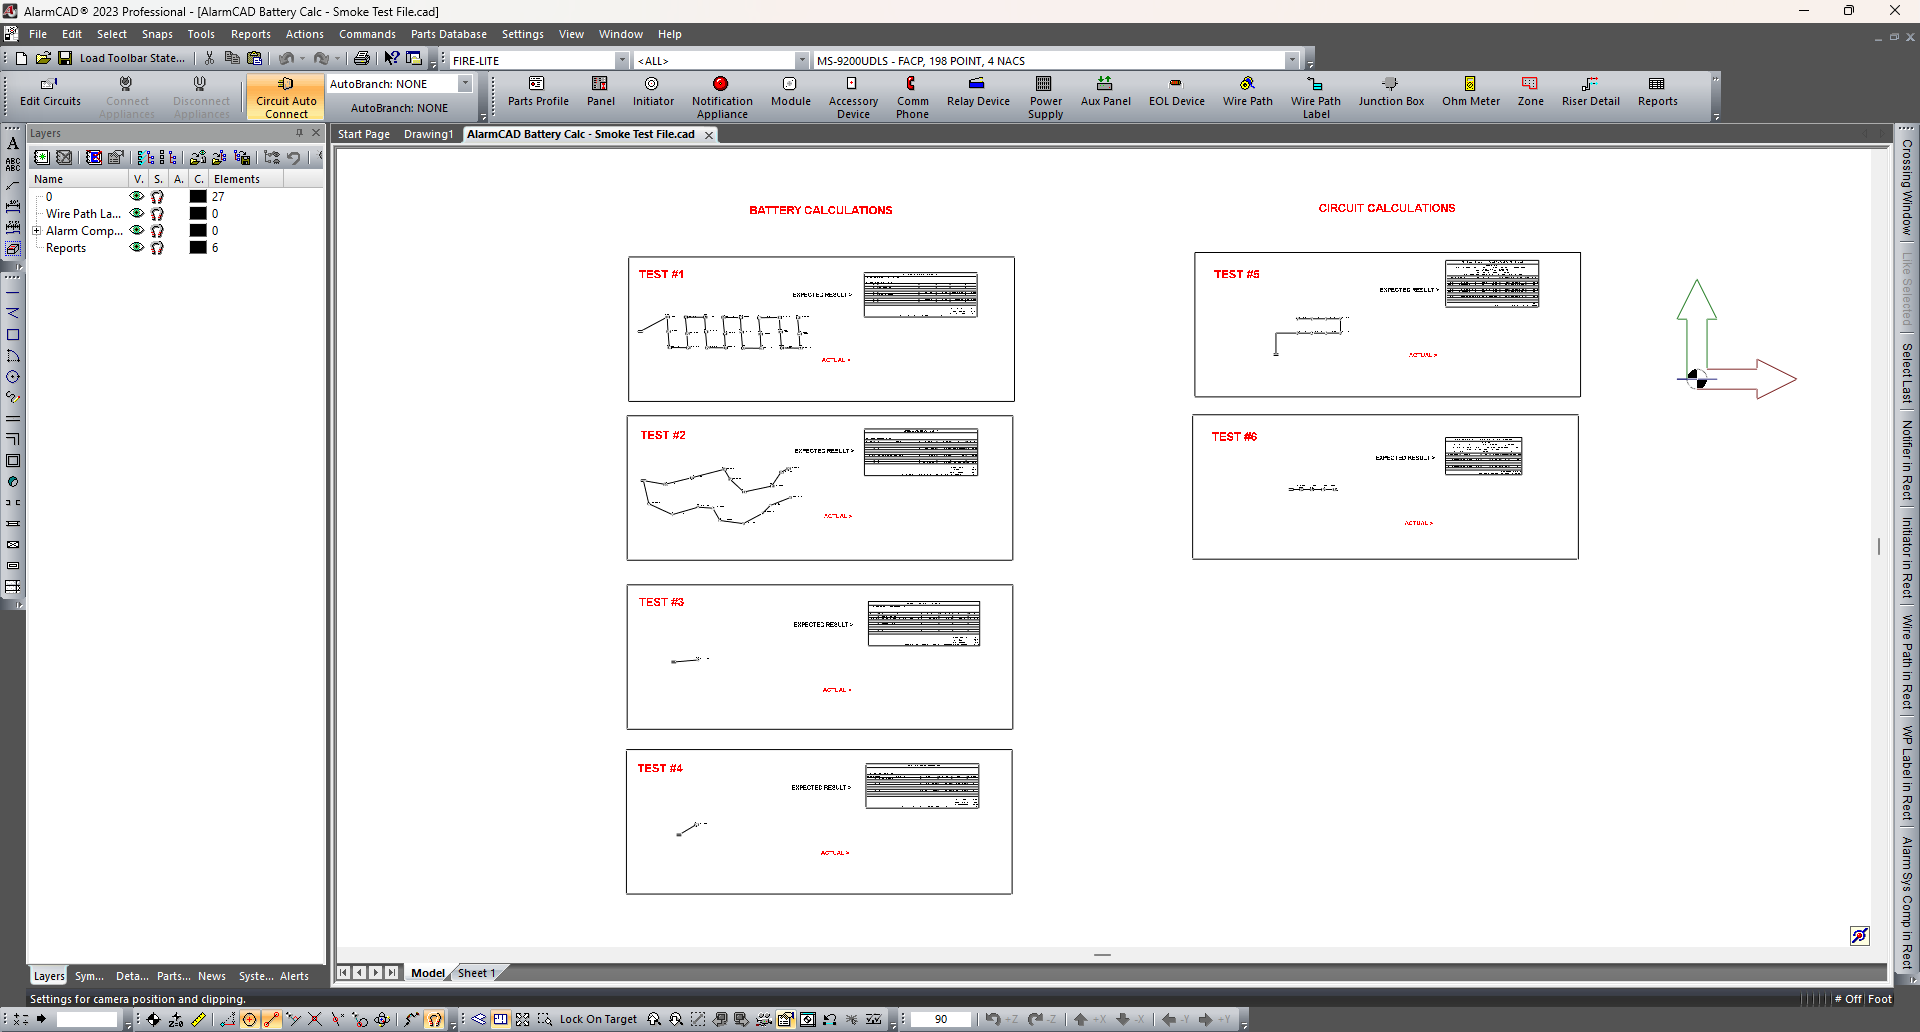 AlarmCAD® 2023 Professional - [AlarmCAD Battery Calc - Smoke Test File.cad]
File Edit Select Snaps Tools Reports Actions Commands Parts Database Settings View Window Help
Load Toolbar State... FIRE-LITE <ALL> MS-9200UDLS - FACP, 198 POINT, 4 NACS
Edit Circuits Connect Appliances Disconnect Appliances Circuit Auto Connect AutoBranch: NONE AutoBranch: NONE Parts Profile Panel Initiator Notification Appliance Module Accessory Device Comm Phone Relay Device Power Supply Aux Panel EOL Device Wire Path Wire Path Label Junction Box Ohm Meter Zone Riser Detail Reports
Layers Start Page Drawing1 AlarmCAD Battery Calc - Smoke Test File.cad
Name V. S. A. C. Elements
0 27
Wire Path La... 0
Alarm Comp... 0
Reports 6
BATTERY CALCULATIONS CIRCUIT CALCULATIONS
TEST #1
EXPECTED RESULT >
ACTUAL >
TEST #2
EXPECTED RESULT >
ACTUAL >
TEST #3
EXPECTED RESULT >
ACTUAL >
TEST #4
EXPECTED RESULT >
ACTUAL >
TEST #5
EXPECTED RESULT >
ACTUAL >
TEST #6
EXPECTED RESULT >
ACTUAL >
Crossing Window
Like Selected
Select Last
Notifier in Rect
Initiator in Rect
Wire Path in Rect
WP Label in Rect
Alarm Sys Comp in Rect
Model Sheet 1
Layers Sym... Deta... Parts... News Syste... Alerts
Settings for camera position and clipping. # Off Foot
Lock On Target 90 +Z -Z +X -X -Y +Y